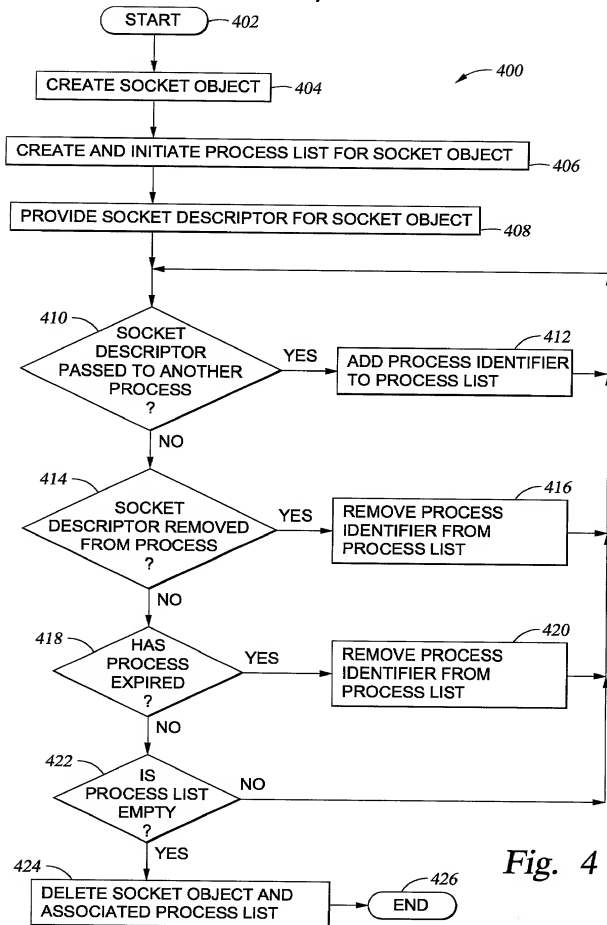 START
402
400
CREATE SOCKET OBJECT
404
CREATE AND INITIATE PROCESS LIST FOR SOCKET OBJECT
406
PROVIDE SOCKET DESCRIPTOR FOR SOCKET OBJECT
408
410
SOCKET
DESCRIPTOR
PASSED TO ANOTHER
PROCESS
?
YES
412
ADD PROCESS IDENTIFIER
TO PROCESS LIST
NO
414
SOCKET
DESCRIPTOR REMOVED
FROM PROCESS
?
YES
416
REMOVE PROCESS
IDENTIFIER FROM
PROCESS LIST
NO
418
HAS
PROCESS
EXPIRED
?
YES
420
REMOVE PROCESS
IDENTIFIER FROM
PROCESS LIST
NO
422
IS
PROCESS LIST
EMPTY
?
NO
YES
424
DELETE SOCKET OBJECT AND
ASSOCIATED PROCESS LIST
426
END
Fig. 4